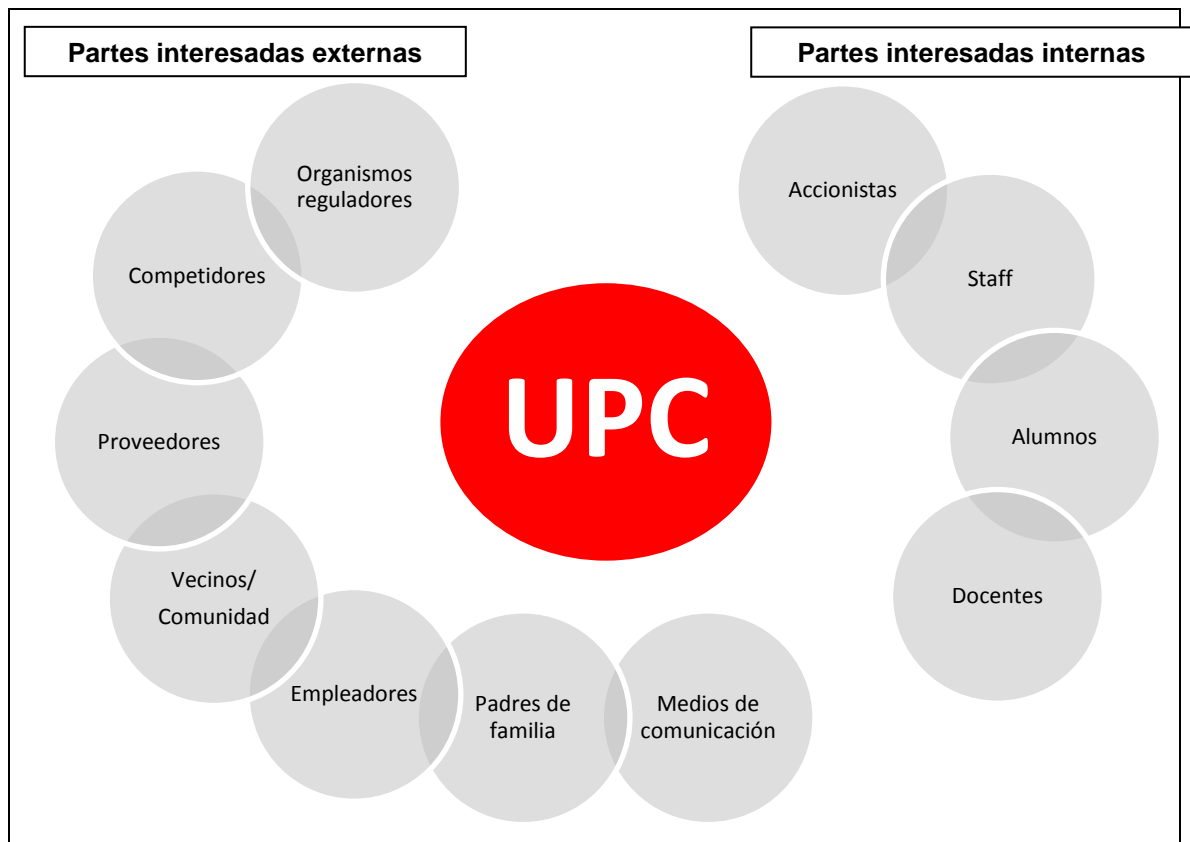 Partes interesadas externas
Partes interesadas internas
Organismos
reguladores
Competidores
Proveedores
Vecinos/
Comunidad
Empleadores
Padres de
familia
Medios de
comunicación
UPC
Accionistas
Staff
Alumnos
Docentes